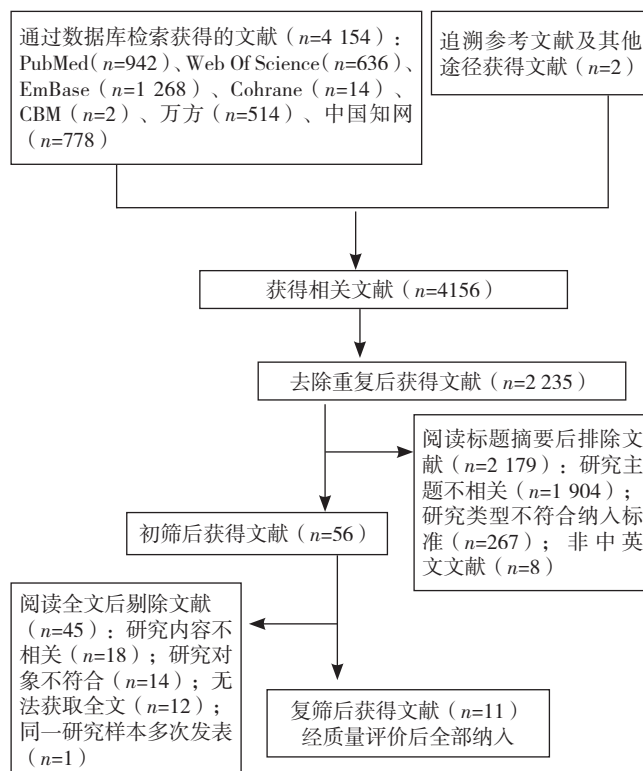 通过数据库检索获得的文献（n=4 154）：
PubMed（n=942）、Web Of Science（n=636）、
EmBase（n=1 268）、Cohrane（n=14）、
CBM（n=2）、万方（n=514）、中国知网
（n=778）
追溯参考文献及其他
途径获得文献（n=2）
获得相关文献（n=4156）
去除重复后获得文献（n=2 235）
阅读标题摘要后排除文
献（n=2 179）：研究主
题不相关（n=1 904）；
研究类型不符合纳入标
准（n=267）；非中英
文文献（n=8）
初筛后获得文献（n=56）
阅读全文后剔除文献
（n=45）：研究内容不
相关（n=18）；研究对
象不符合（n=14）；无
法获取全文（n=12）；
同一研究样本多次发表
（n=1）
复筛后获得文献（n=11）
经质量评价后全部纳入